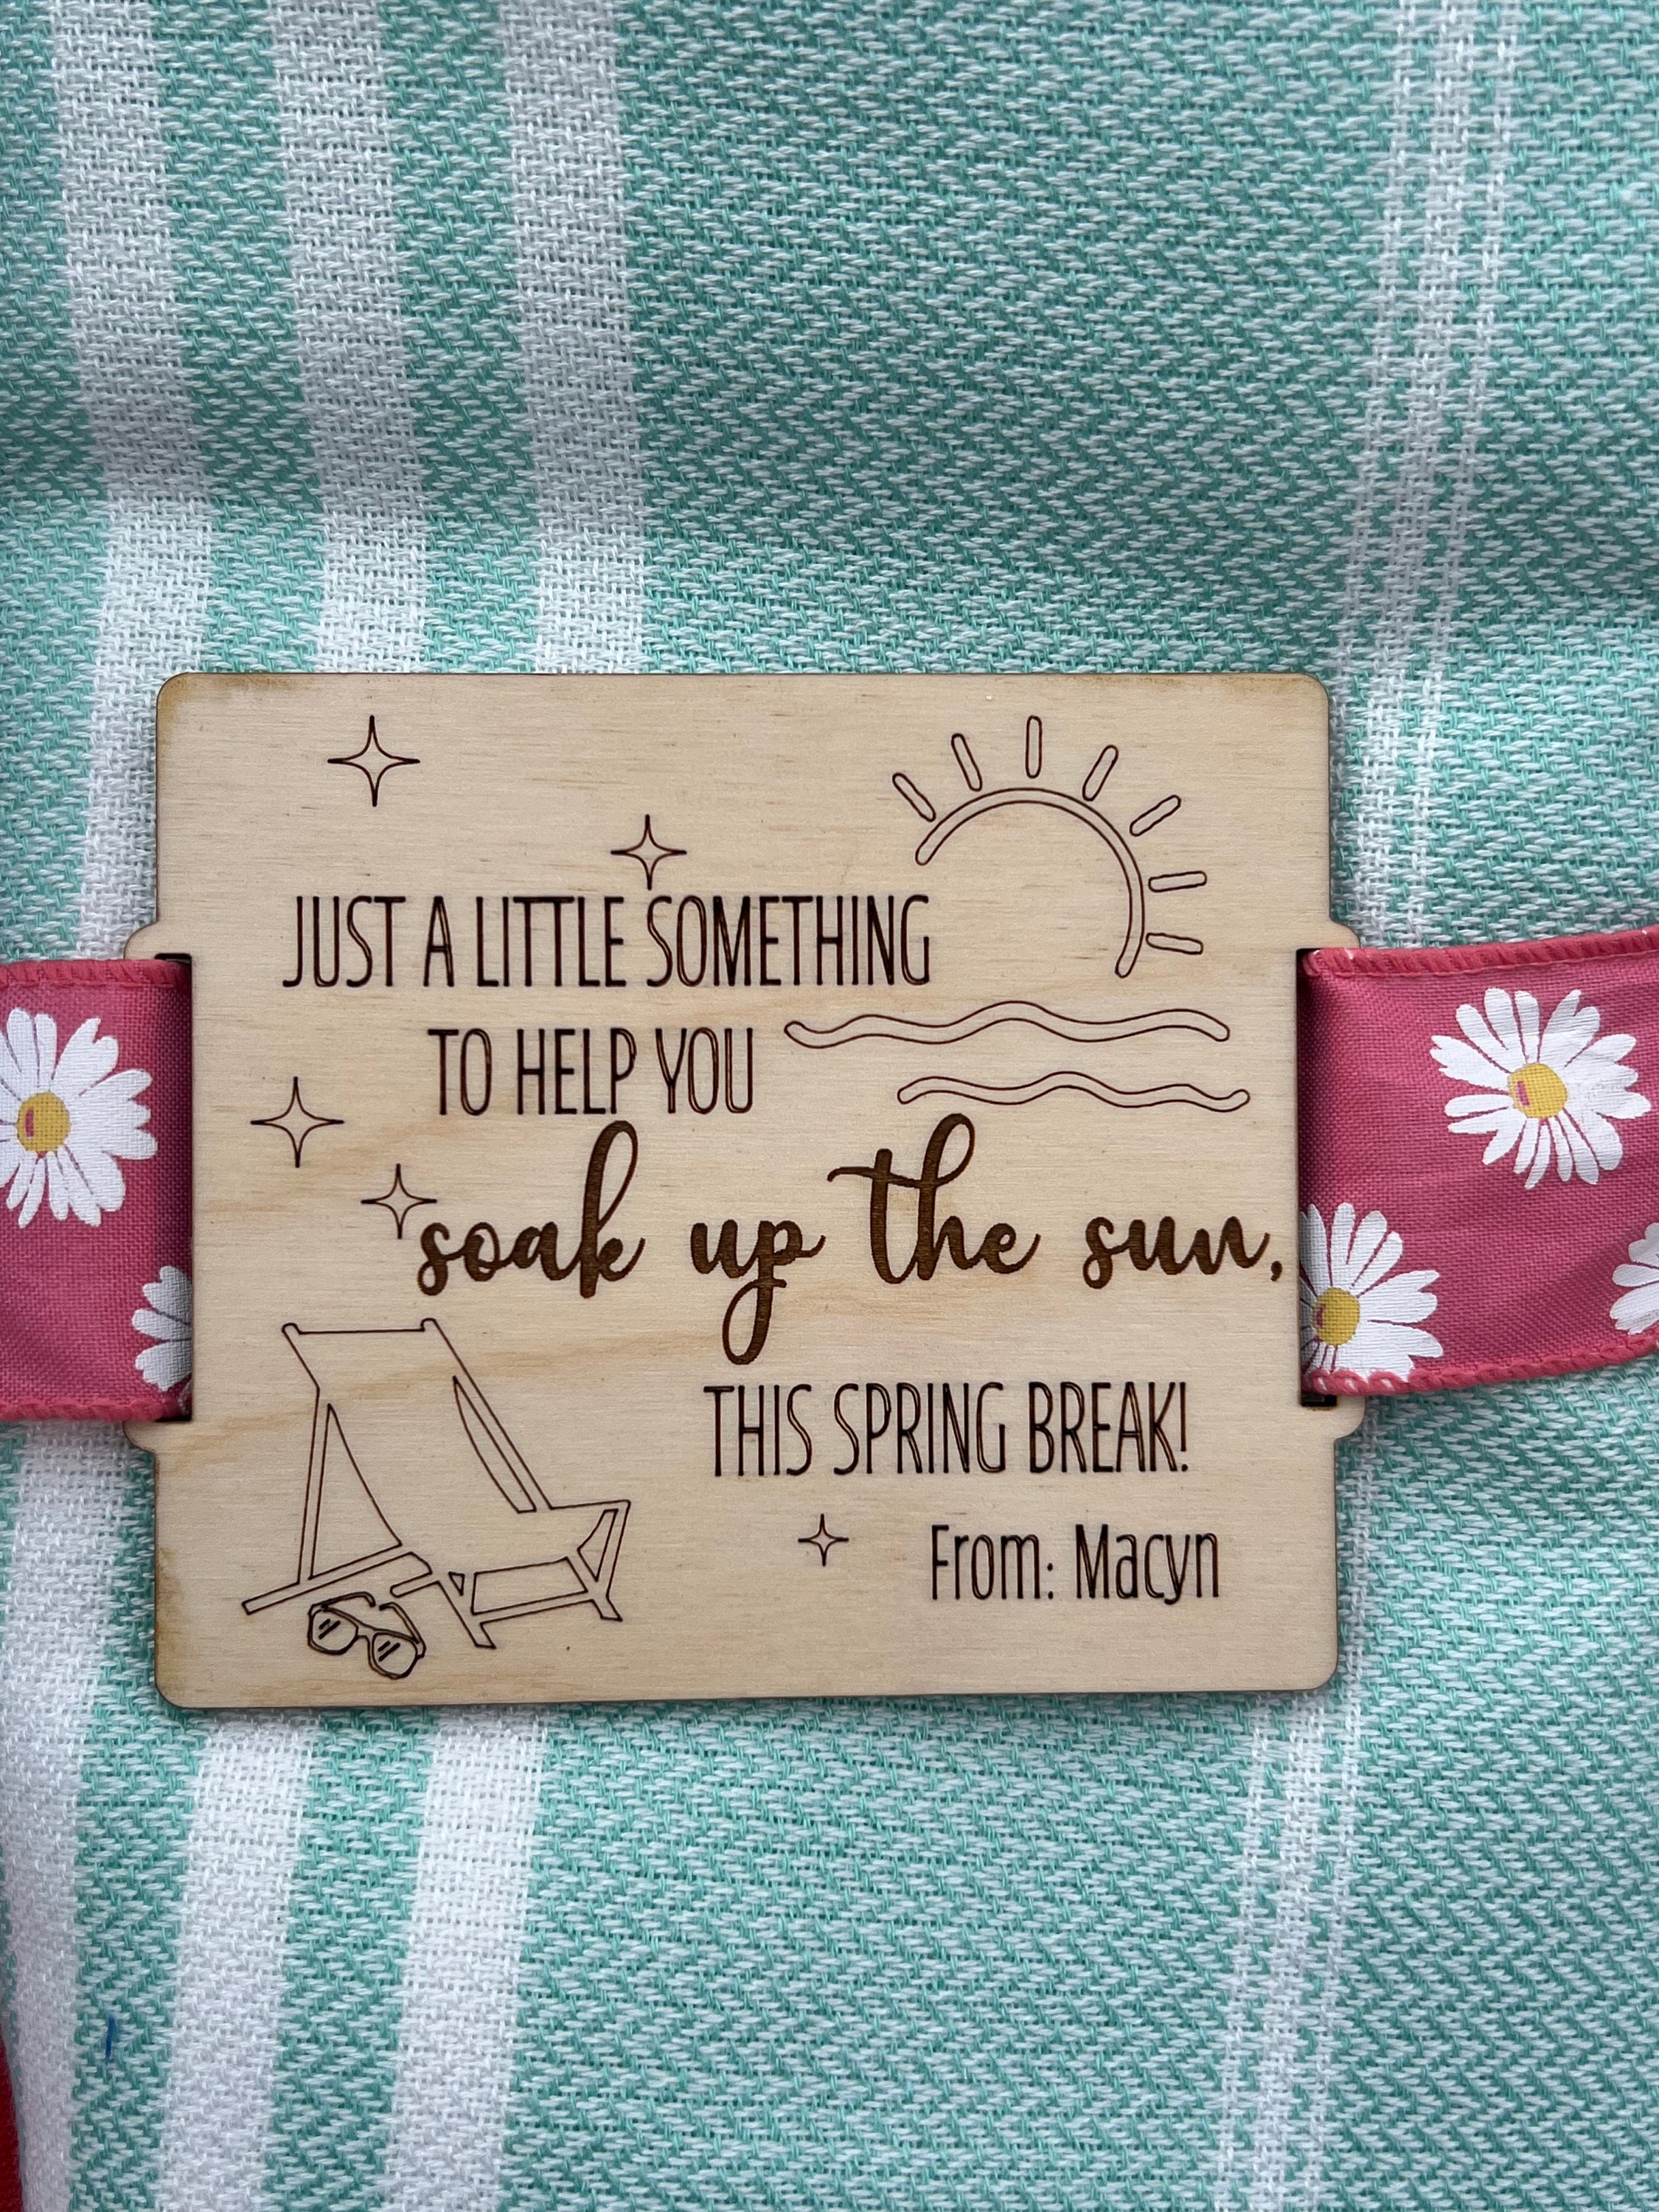 JUST A LITTLE SOMETHING
TO HELP YOU
soak up the sun,
THIS SPRING BREAK!
From: Macyn